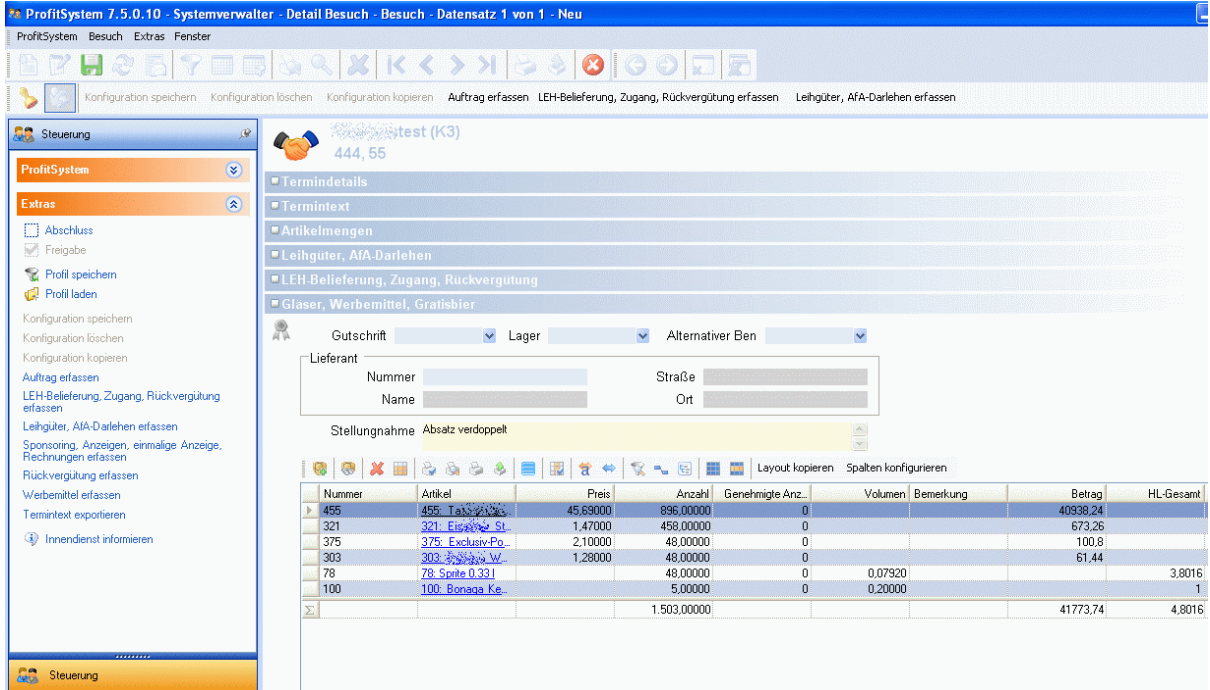 ProfitSystem 7.5.0.10 - Systemverwalter - Detail Besuch - Besuch - Datensatz 1 von 1 - Neu
ProfitSystem Besuch Extras Fenster
Konfiguration speichern Konfiguration löschen Konfiguration kopieren Auftrag erfassen LEH-Belieferung, Zugang, Rückvergütung erfassen Leihgüter, AfA-Darlehen erfassen
Steuerung
ProfitSystem
Extras
Abschluss
Freigabe
Profil speichern
Profil laden
Konfiguration speichern
Konfiguration löschen
Konfiguration kopieren
Auftrag erfassen
LEH-Belieferung, Zugang, Rückvergütung
erfassen
Leihgüter, AfA-Darlehen erfassen
Sponsoring, Anzeigen, einmalige Anzeige,
Rechnungen erfassen
Rückvergütung erfassen
Werbemittel erfassen
Termintext exportieren
Innendienst informieren
Steuerung
test (K3)
444, 55
Termindetails
Termintext
Artikelmengen
Leihgüter, AfA-Darlehen
LEH-Belieferung, Zugang, Rückvergütung
Gläser, Werbemittel, Gratisbier
Gutschrift Lager Alternativer Ben
Lieferant
Nummer Straße
Name Ort
Stellungnahme Absatz verdoppelt
Layout kopieren Spalten konfigurieren
Nummer Artikel Preis Anzahl Genehmigte Anz... Volumen Bemerkung Betrag HL-Gesamt
455 455: 45,69000 896,00000 0 40938,24
321 321: St... 1,47000 458,00000 0 673,26
375 375: Exclusiv-Po... 2,10000 48,00000 0 100,8
303 303: W... 1,28000 48,00000 0 61,44
78 78: Sprite 0.33 l 48,00000 0 0,07920 3,8016
100 100: Bonaqa Ke... 5,00000 0 0,20000 1
Σ 1.503,00000 41773,74 4,8016